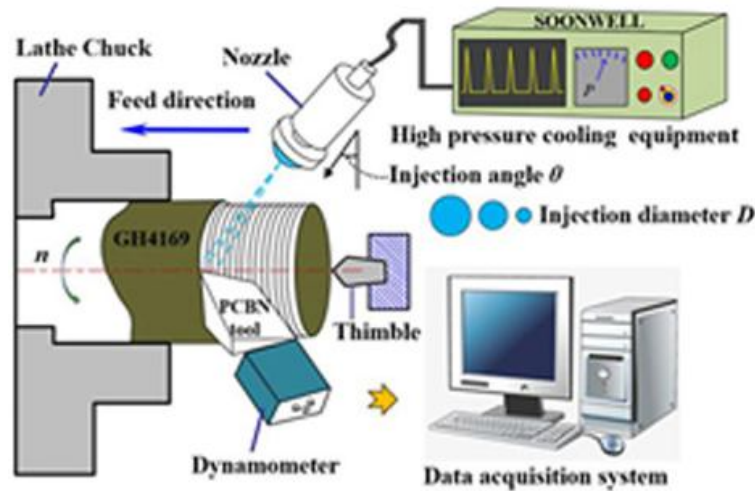 Lathe Chuck
Nozzle
SOONWELL
Feed direction
P
High pressure cooling equipment
Injection angle θ
Injection diameter D
GH4169
n
PCBN
tool
Thimble
Dynamometer
Data acquisition system